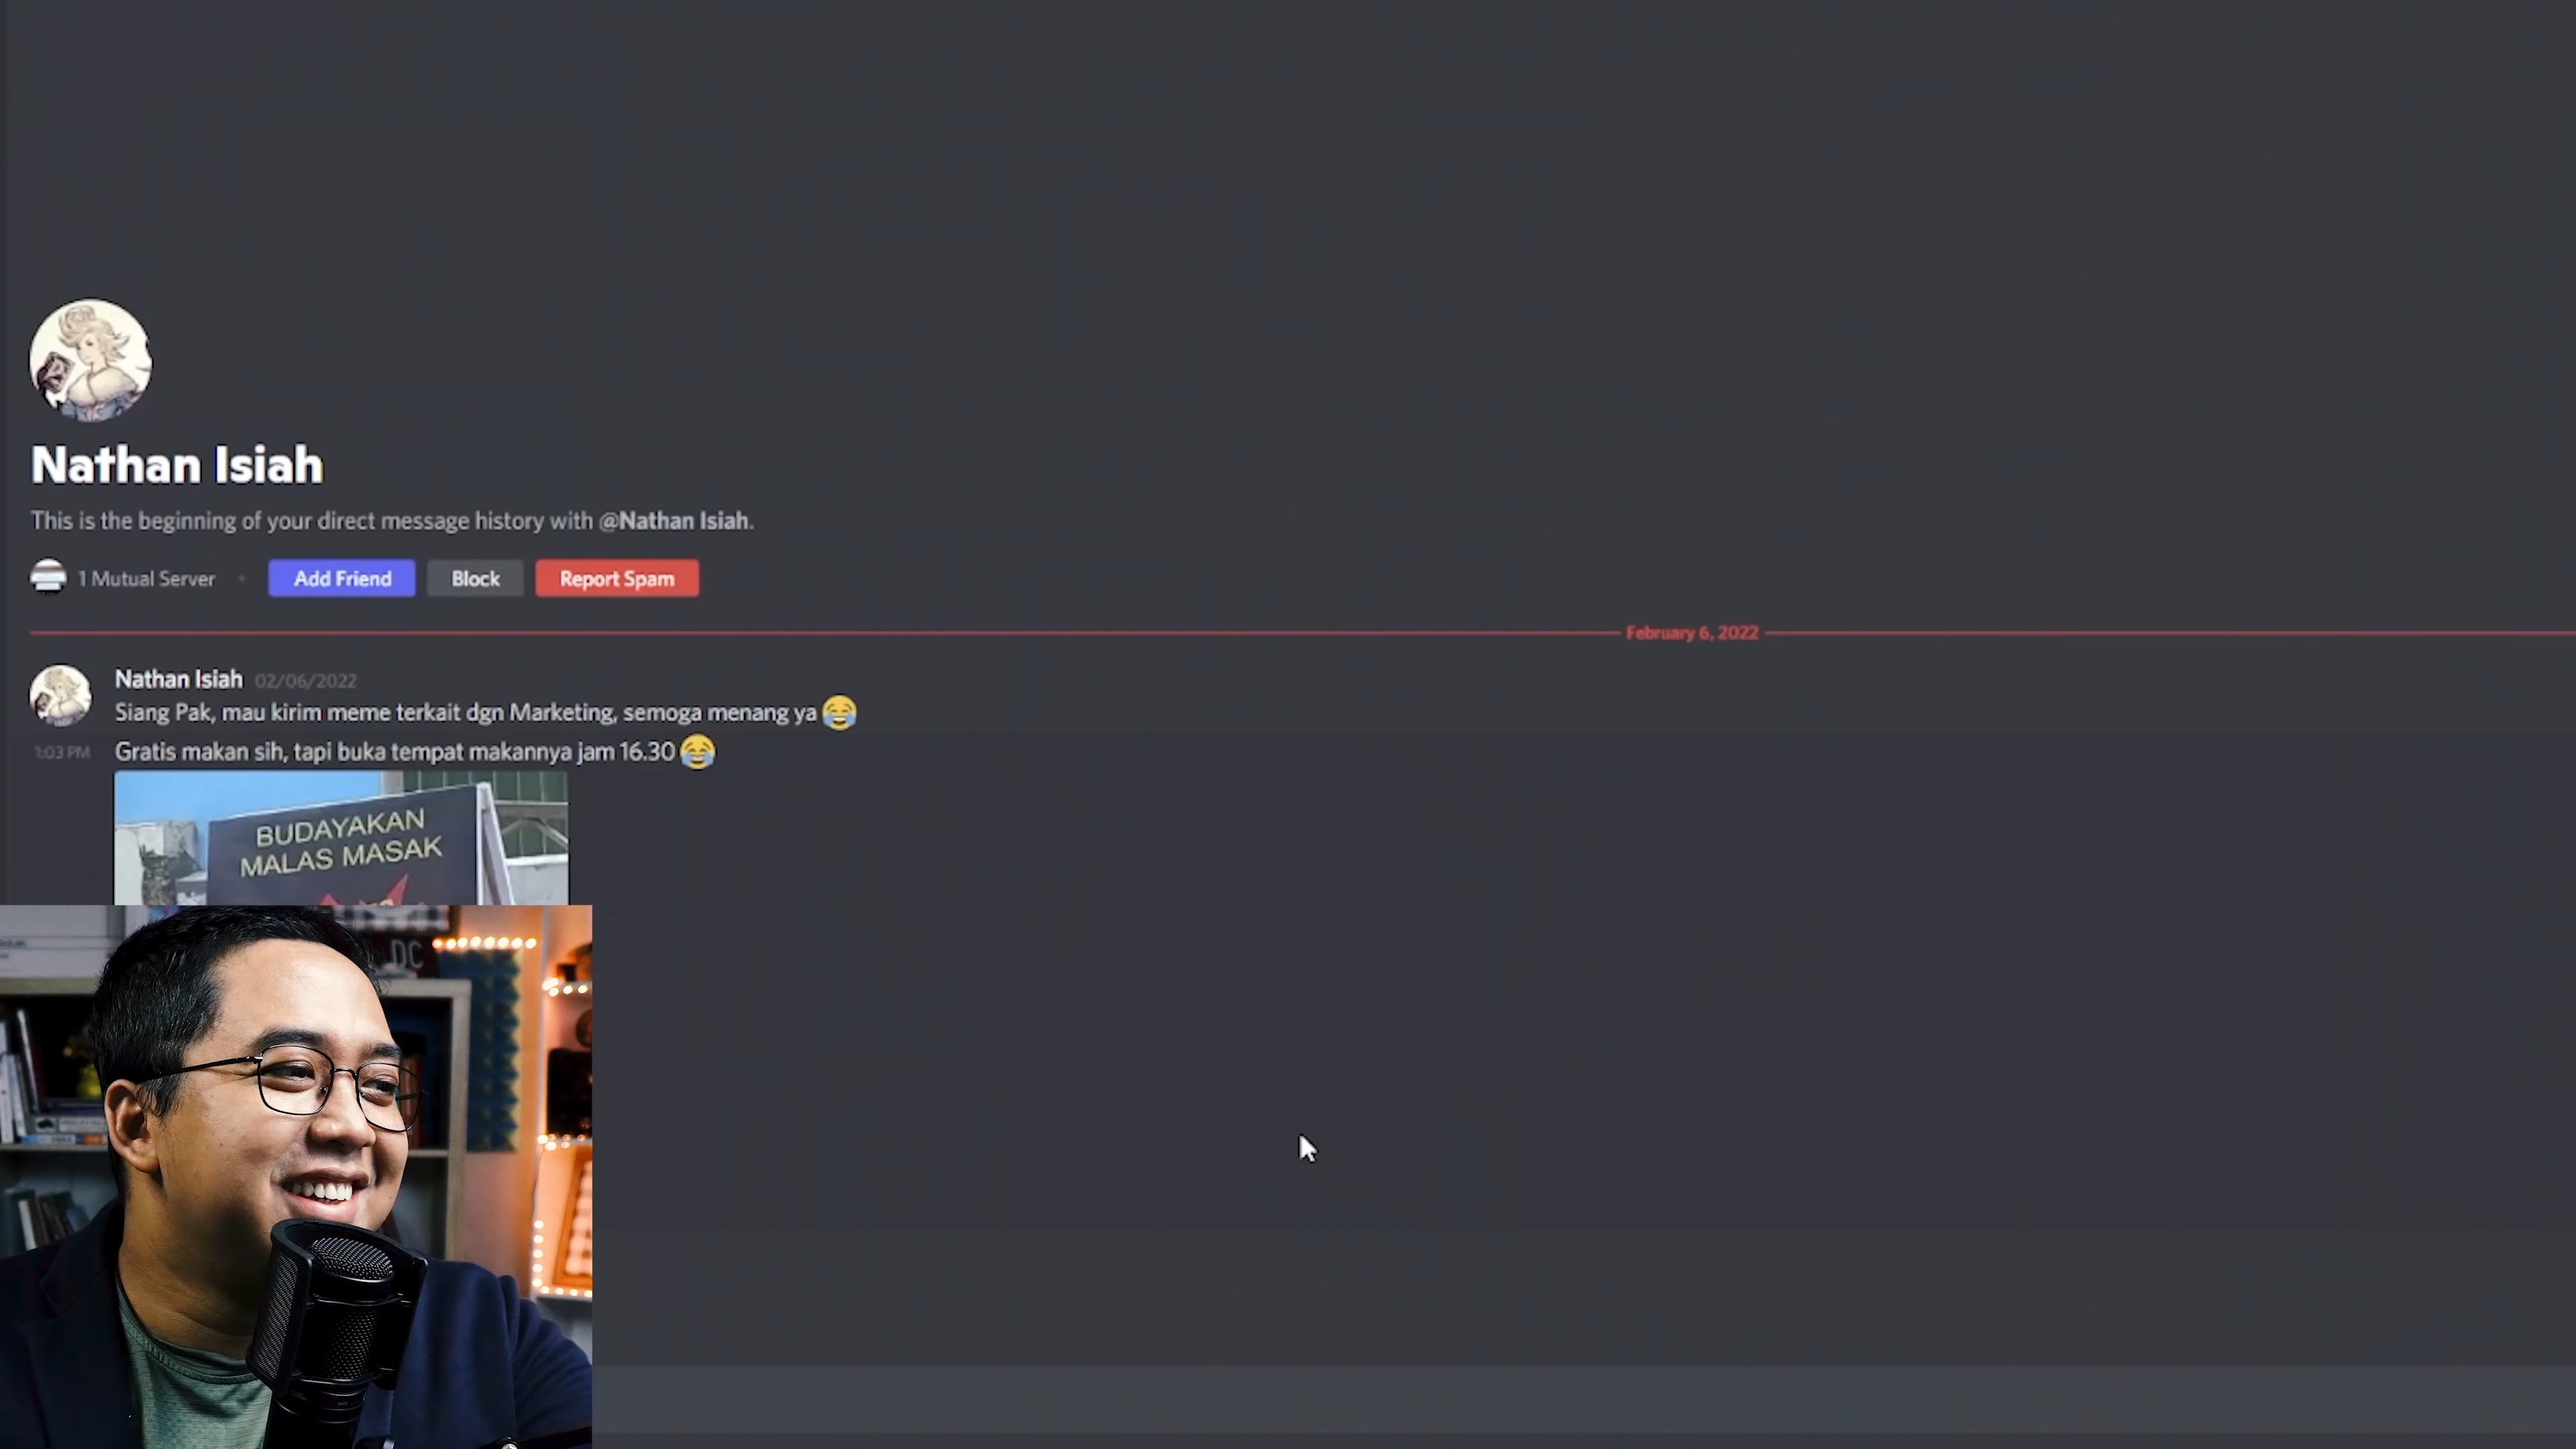 Nathan Isiah
This is the beginning of your direct message history with @Nathan Isiah.
1 Mutual Server
Add Friend
Block
Report Spam
February 6, 2022
Nathan Isiah 02/06/2022
Siang Pak, mau kirim meme terkait dgn Marketing, semoga menang ya 😂
1:03 PM Gratis makan sih, tapi buka tempat makannya jam 16.30 😂
BUDAYAKAN
MALAS MASAK
DC